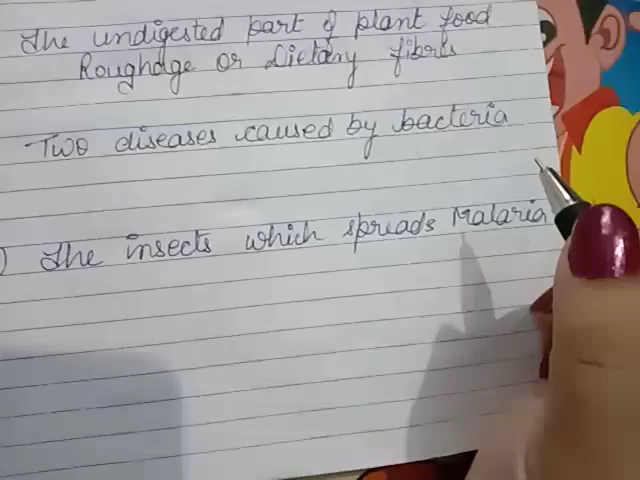 The undigested part of plant food
Roughage or Dietary fibres
Two diseases caused by bacteria
) The insects which spreads Malaria